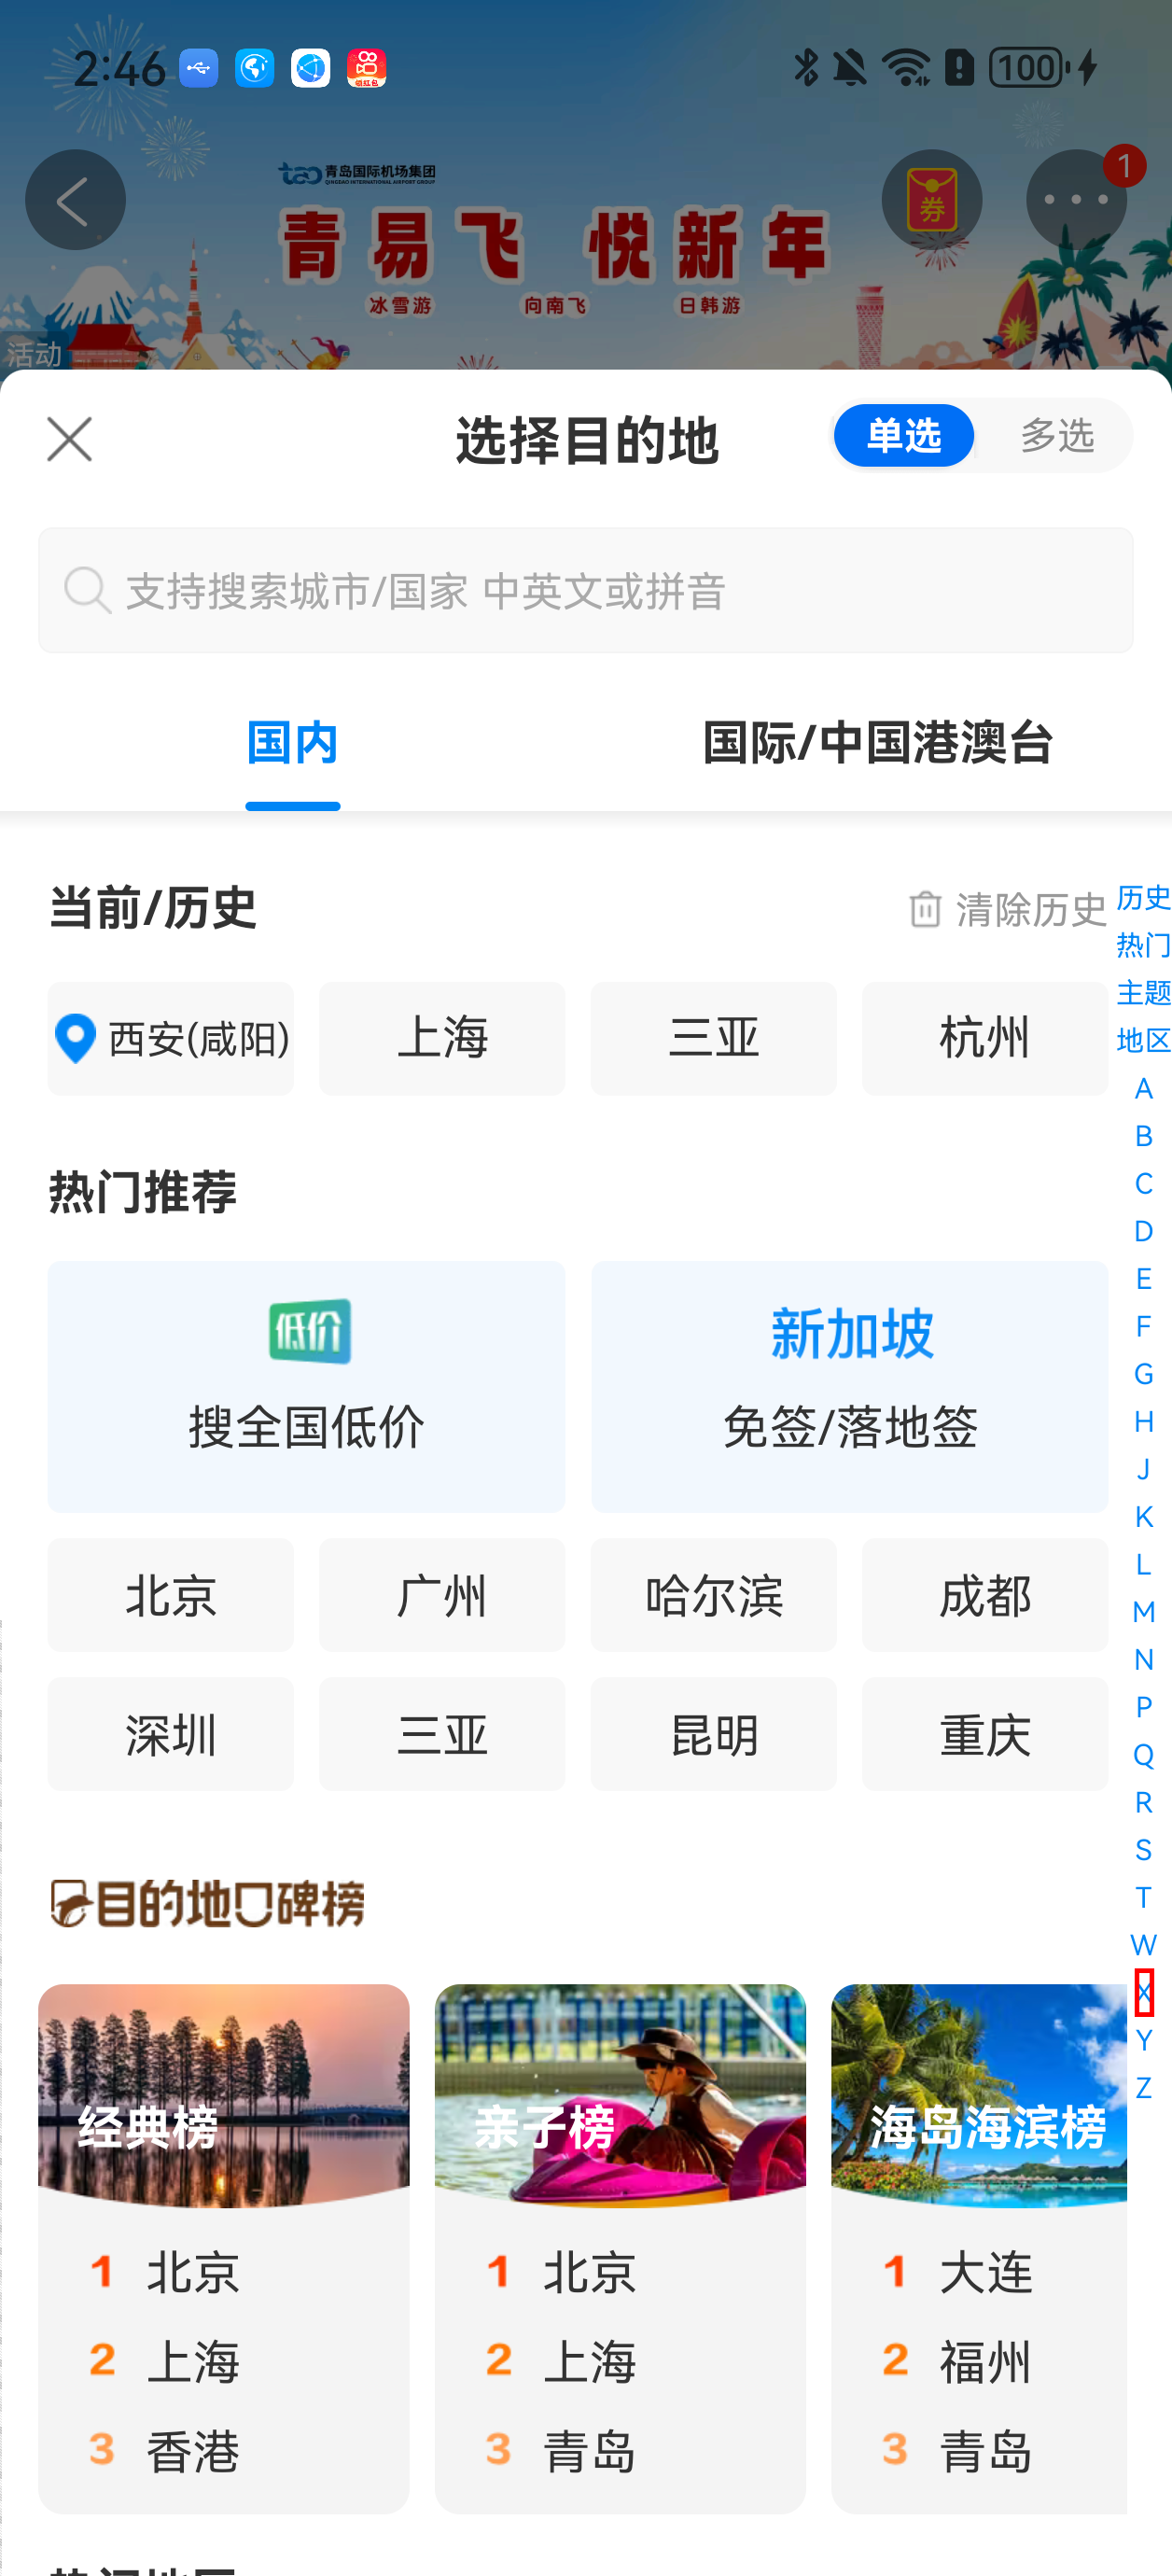 2:46
领红包
100
青岛国际机场集团
QINGDAO INTERNATIONAL AIRPORT GROUP
青易飞 悦新年
冰雪游 向南飞 日韩游
券
1
活动
选择目的地
单选
多选
支持搜索城市/国家 中英文或拼音
国内
国际/中国港澳台
当前/历史
清除历史
西安(咸阳)
上海
三亚
杭州
热门推荐
低价
搜全国低价
新加坡
免签/落地签
北京
广州
哈尔滨
成都
深圳
三亚
昆明
重庆
目的地口碑榜
经典榜
1 北京
2 上海
3 香港
亲子榜
1 北京
2 上海
3 青岛
海岛海滨榜
1 大连
2 福州
3 青岛
历史
热门
主题
地区
A
B
C
D
E
F
G
H
J
K
L
M
N
P
Q
R
S
T
W
X
Y
Z